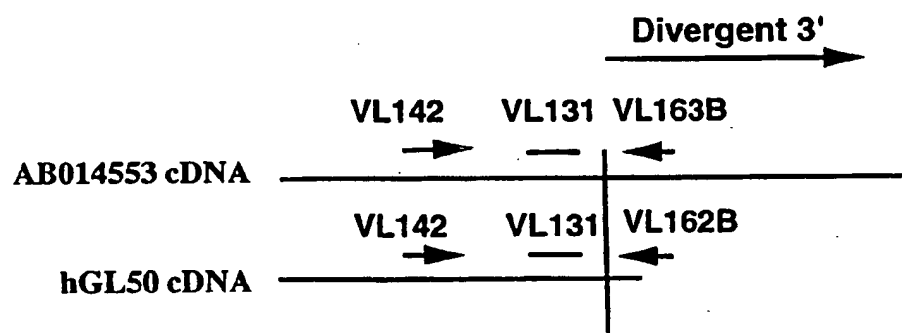 Divergent 3'
VL142 VL131 VL163B
AB014553 cDNA
VL142 VL131 VL162B
hGL50 cDNA